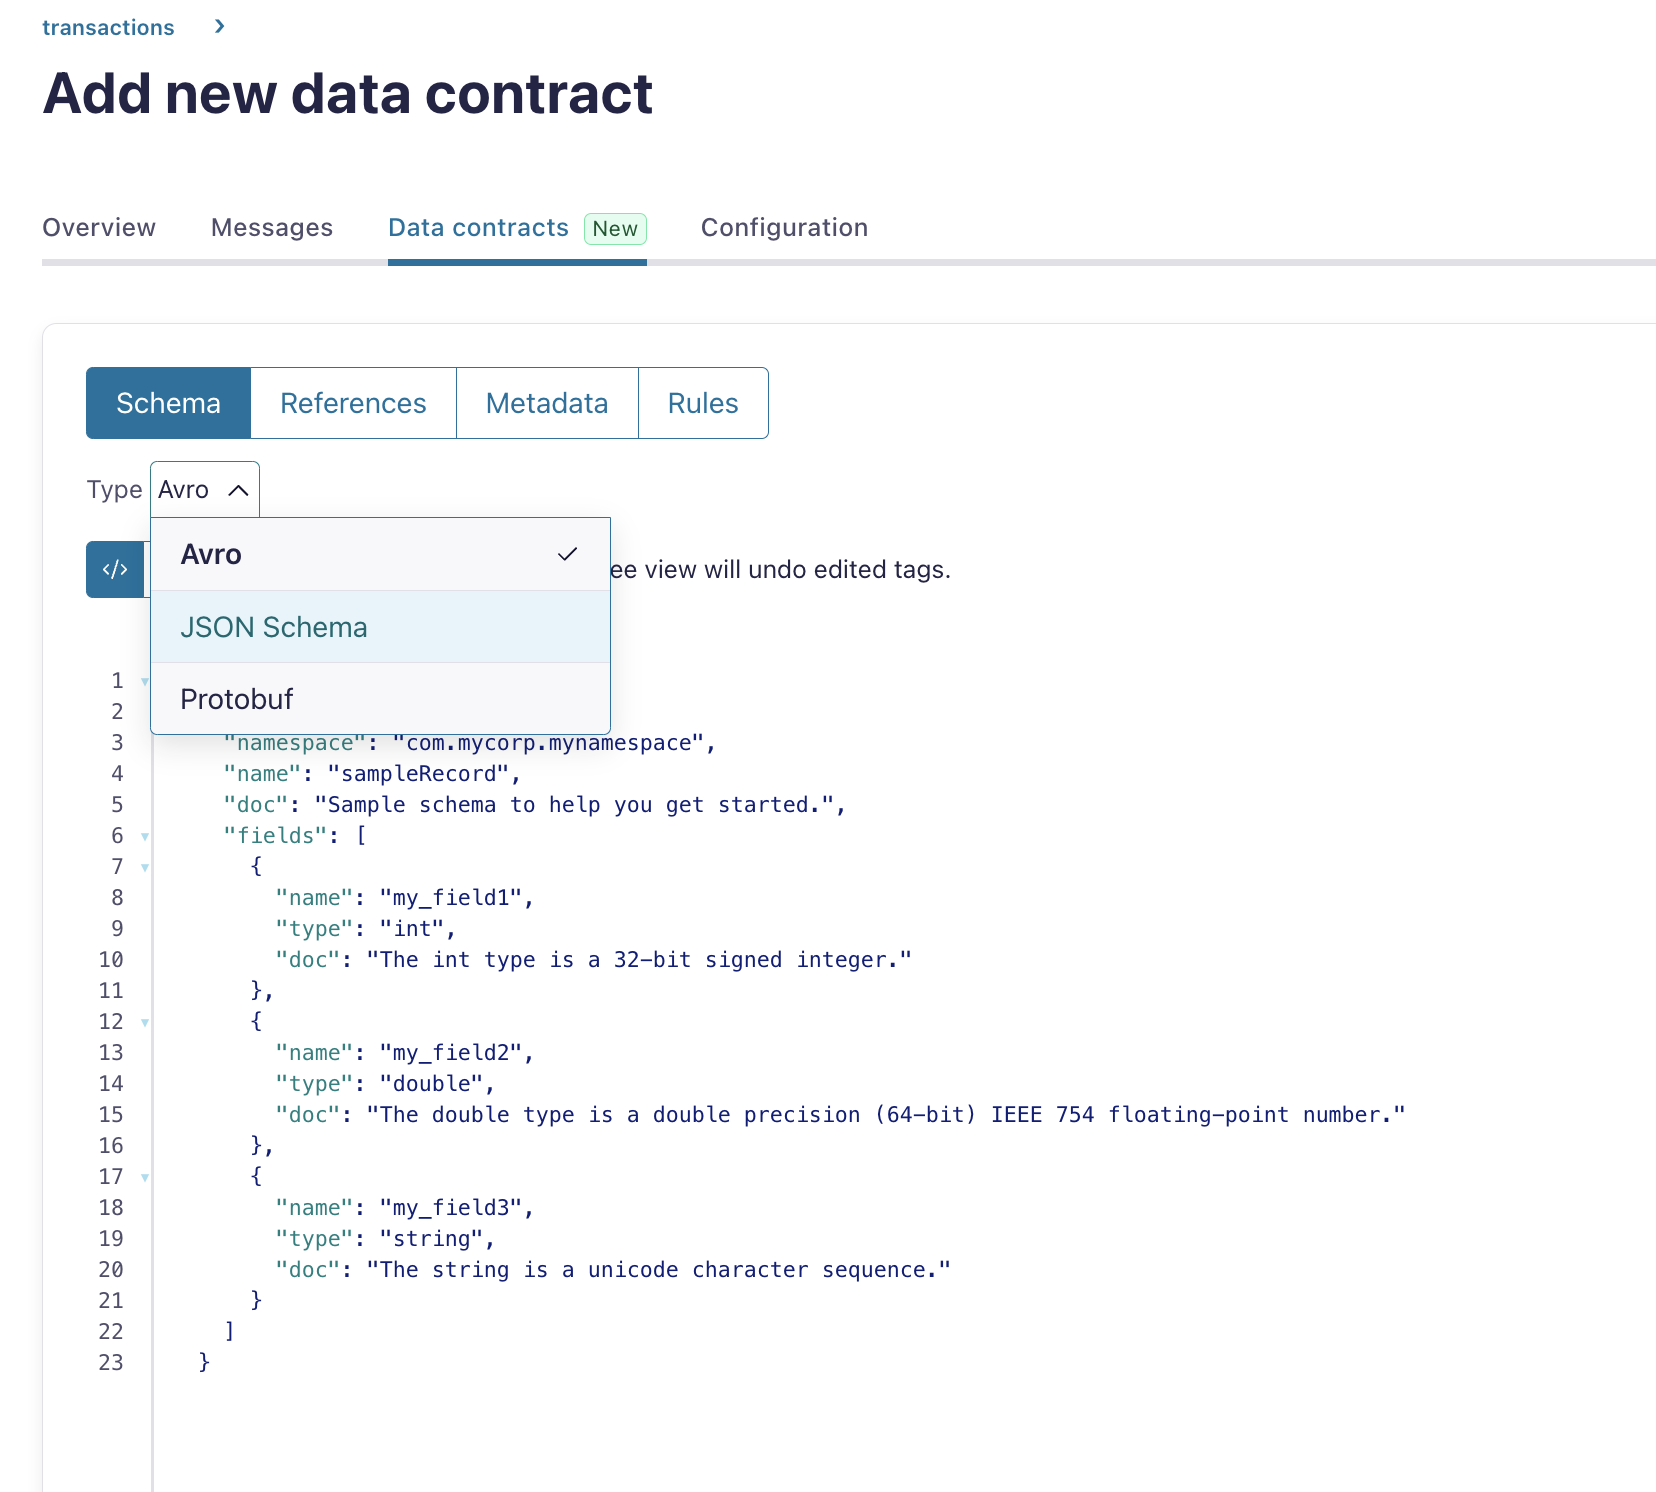 transactions
Add new data contract
Overview Messages Data contracts New Configuration
Schema References Metadata Rules
Type Avro
Avro
</> ee view will undo edited tags.
JSON Schema
Protobuf
1
2
3 "namespace": "com.mycorp.mynamespace",
4 "name": "sampleRecord",
5 "doc": "Sample schema to help you get started.",
6 "fields": [
7 {
8 "name": "my_field1",
9 "type": "int",
10 "doc": "The int type is a 32-bit signed integer."
11 },
12 {
13 "name": "my_field2",
14 "type": "double",
15 "doc": "The double type is a double precision (64-bit) IEEE 754 floating-point number."
16 },
17 {
18 "name": "my_field3",
19 "type": "string",
20 "doc": "The string is a unicode character sequence."
21 }
22 ]
23 }